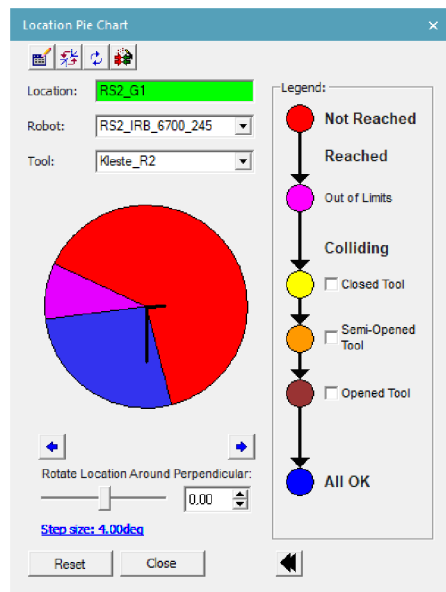 Location Pie Chart
Location: RS2_G1
Robot: RS2_IRB_6700_245
Tool: Kleste_R2
Legend:
Not Reached
Reached
Out of Limits
Colliding
Closed Tool
Semi-Opened
Tool
Opened Tool
All OK
Rotate Location Around Perpendicular:
0.00
Step size: 4.00deg
Reset
Close